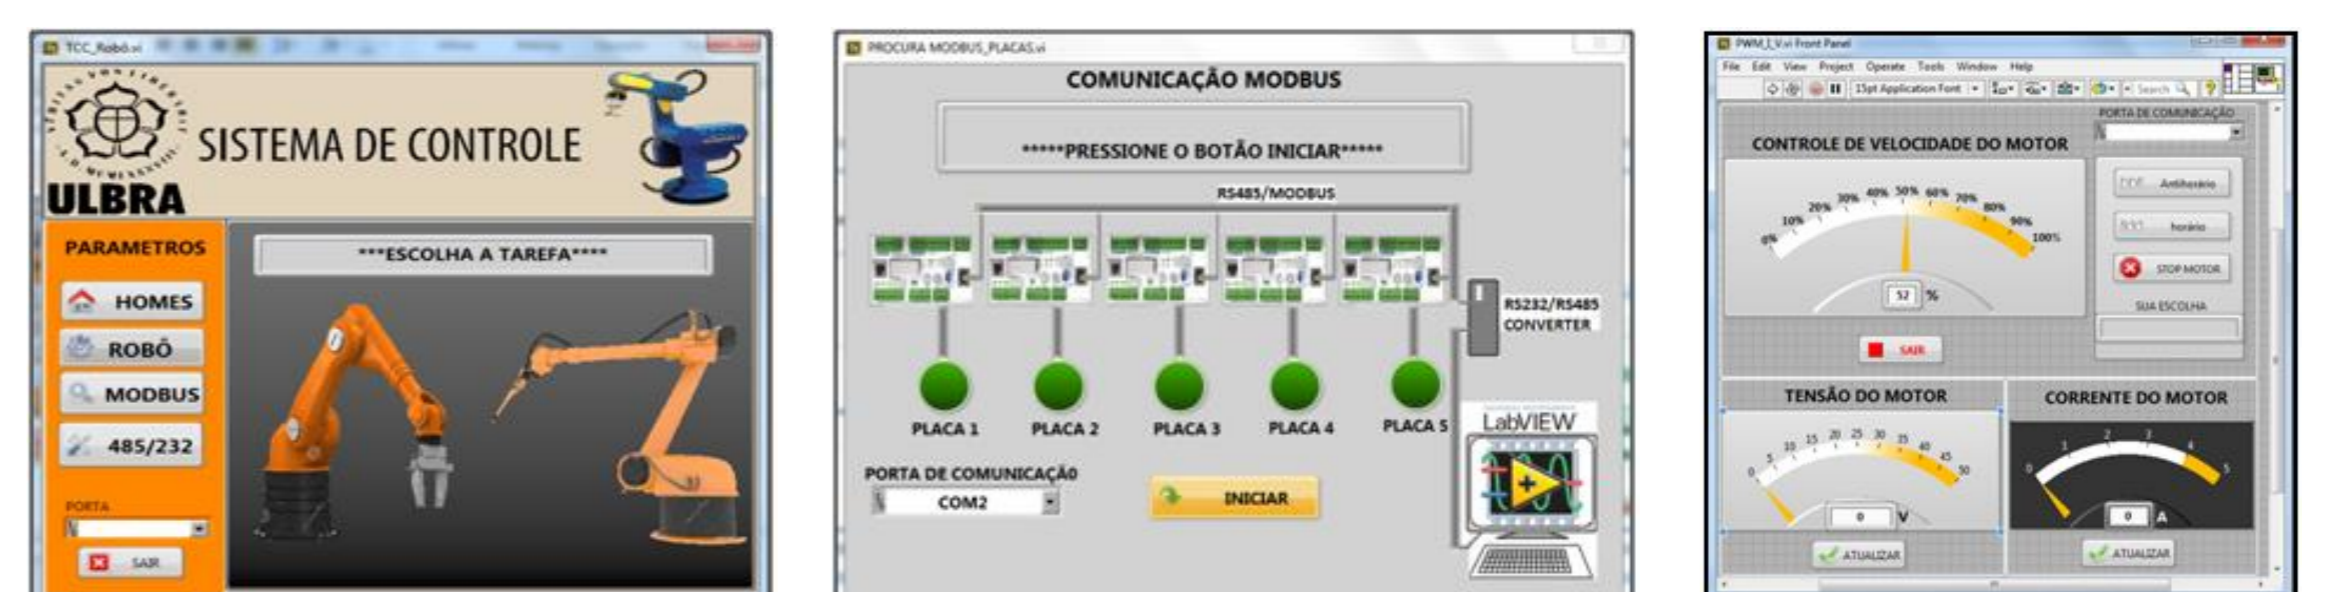 TCC_Robô.vi
SISTEMA DE CONTROLE
ULBRA
PARAMETROS
***ESCOLHA A TAREFA****
HOMES
ROBÔ
MODBUS
485/232
PORTA
SAIR
PROCURA MODBUS_PLACAS.vi
COMUNICAÇÃO MODBUS
*****PRESSIONE O BOTÃO INICIAR*****
RS485/MODBUS
RS232/RS485
CONVERTER
PLACA 1 PLACA 2 PLACA 3 PLACA 4 PLACA 5
LabVIEW
PORTA DE COMUNICAÇÃO
COM2
INICIAR
PWM_I_V.vi Front Panel
File Edit View Project Operate Tools Window Help
15pt Application Font Search
PORTA DE COMUNICAÇÃO
CONTROLE DE VELOCIDADE DO MOTOR
0% 10% 20% 30% 40% 50% 60% 70% 80% 90% 100%
52 %
Antihorário
horário
STOP MOTOR
SUA ESCOLHA
SAIR
TENSÃO DO MOTOR
0 5 10 15 20 25 30 35 40 45 50
0 V
ATUALIZAR
CORRENTE DO MOTOR
0 1 2 3 4 5
0 A
ATUALIZAR